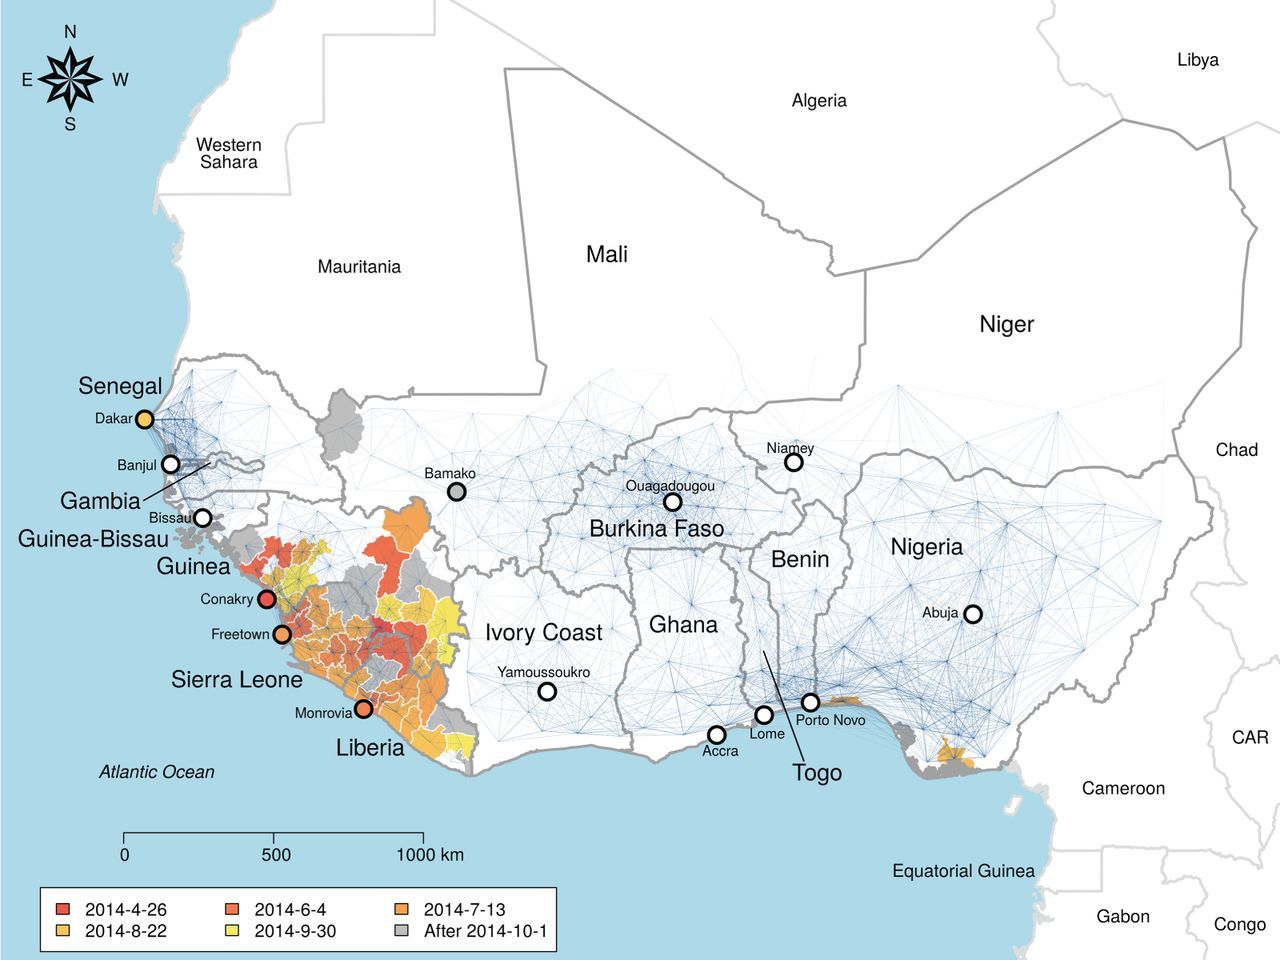 N
E W
S
Libya
Algeria
Western
Sahara
Mali
Mauritania
Niger
Senegal
Dakar
Chad
Niamey
Banjul
Bamako
Ouagadougou
Gambia
Bissau
Burkina Faso
Guinea-Bissau
Nigeria
Benin
Guinea
Conakry
Abuja
Ghana
Freetown
Ivory Coast
Yamoussoukro
Sierra Leone
Monrovia
Porto Novo
Lome
CAR
Liberia
Accra
Atlantic Ocean
Togo
Cameroon
0 500 1000 km
Equatorial Guinea
2014-4-26 2014-6-4 2014-7-13
Gabon
Congo
2014-8-22 2014-9-30 After 2014-10-1